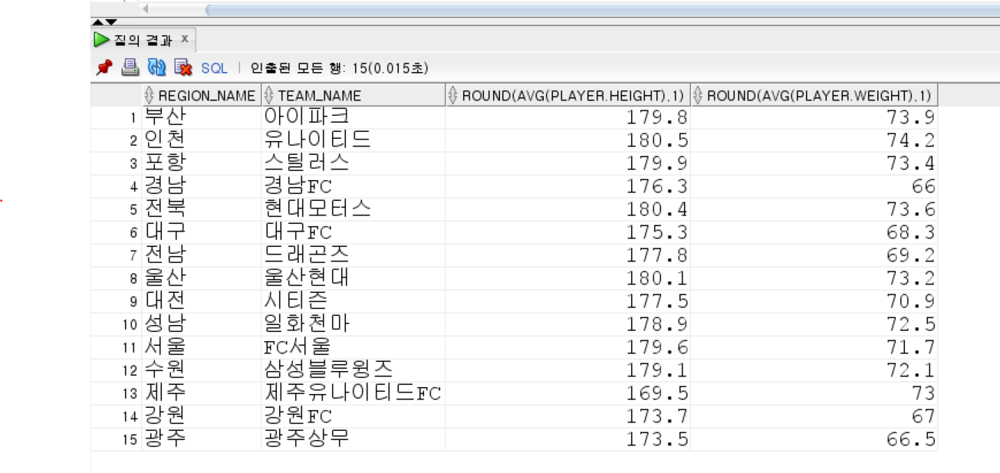 질의 결과 ×
SQL | 인출된 모든 행: 15(0.015초)
REGION_NAME TEAM_NAME ROUND(AVG(PLAYER.HEIGHT),1) ROUND(AVG(PLAYER.WEIGHT),1)
1 부산 아이파크 179.8 73.9
2 인천 유나이티드 180.5 74.2
3 포항 스틸러스 179.9 73.4
4 경남 경남FC 176.3 66
5 전북 현대모터스 180.4 73.6
6 대구 대구FC 175.3 68.3
7 전남 드래곤즈 177.8 69.2
8 울산 울산현대 180.1 73.2
9 대전 시티즌 177.5 70.9
10 성남 일화천마 178.9 72.5
11 서울 FC서울 179.6 71.7
12 수원 삼성블루윙즈 179.1 72.1
13 제주 제주유나이티드FC 169.5 73
14 강원 강원FC 173.7 67
15 광주 광주상무 173.5 66.5